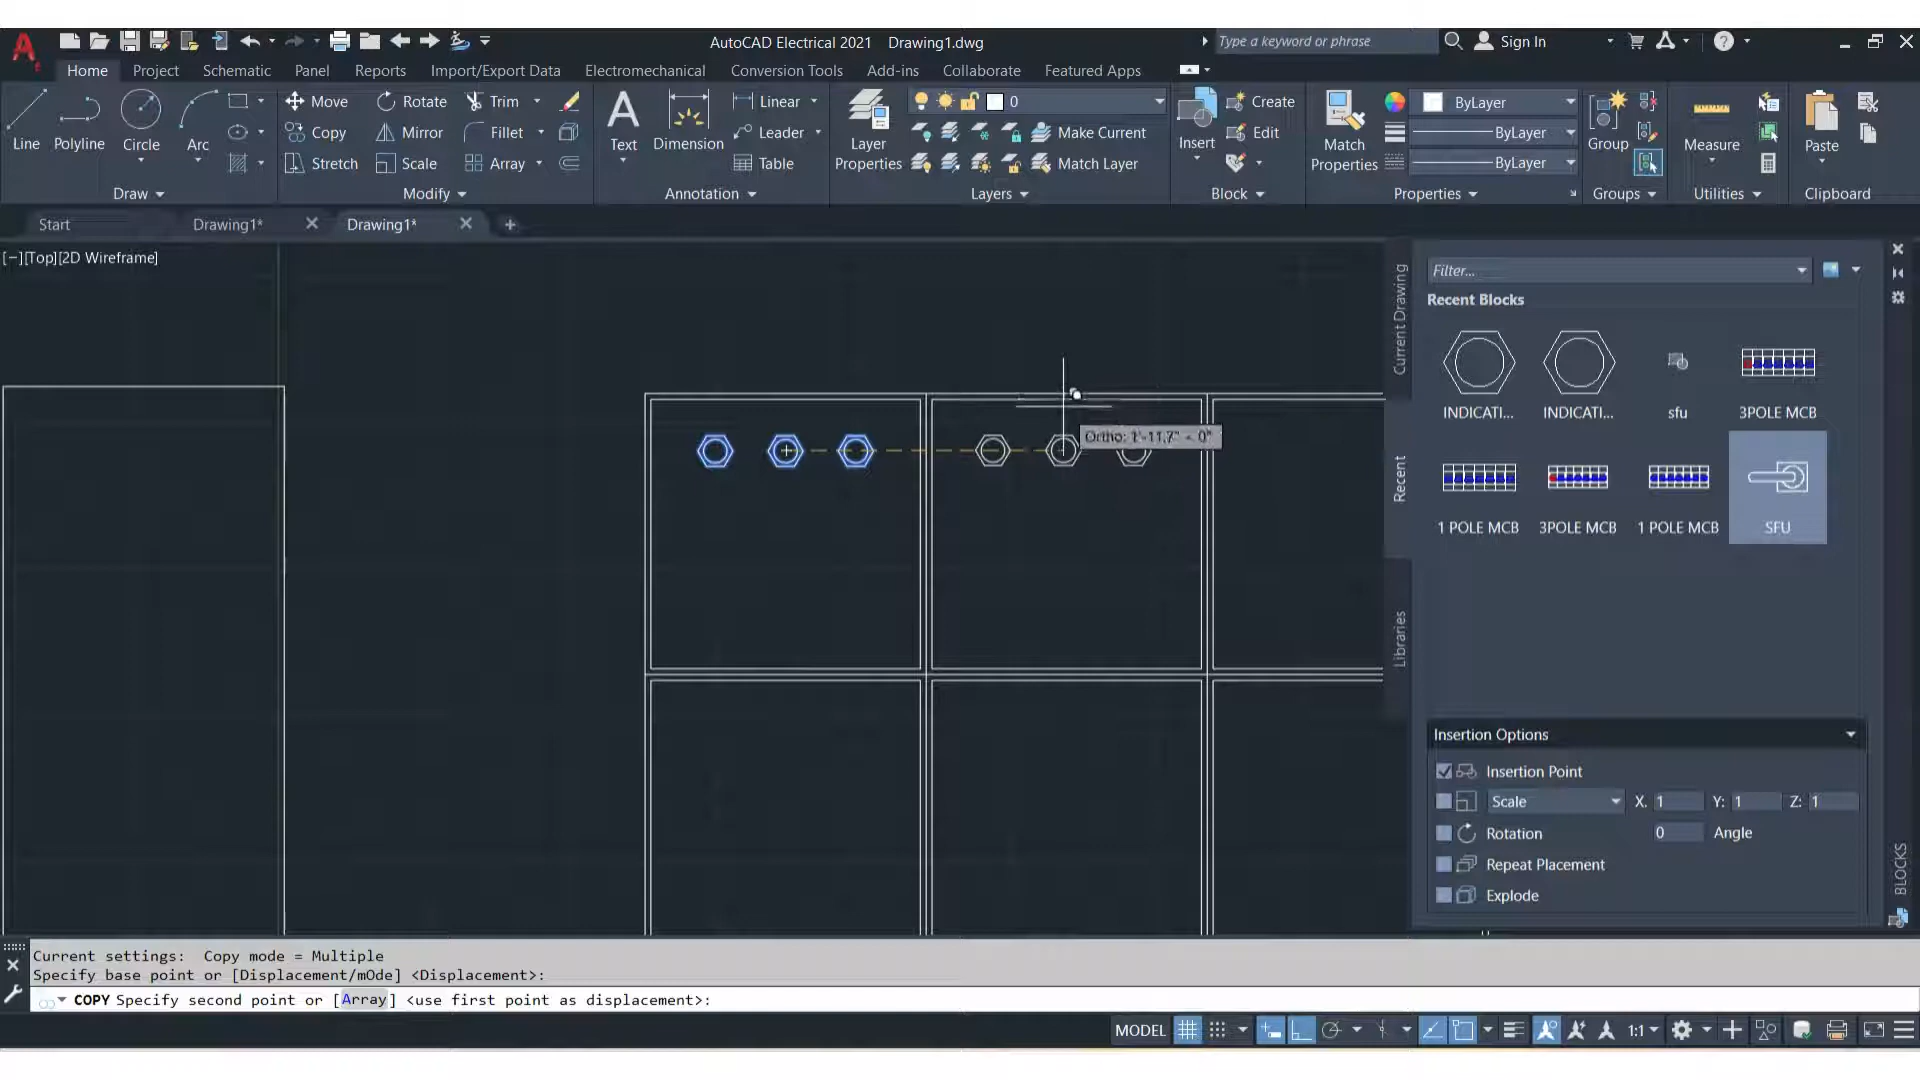 AutoCAD Electrical 2021 Drawing1.dwg
Type a keyword or phrase
Sign In
Home Project Schematic Panel Reports Import/Export Data Electromechanical Conversion Tools Add-ins Collaborate Featured Apps
Move Rotate Trim Linear 0 Create ByLayer
Copy Mirror Fillet Leader Make Current Edit ByLayer
Line Polyline Circle Arc Text Dimension Layer Properties Insert Match Properties Group Measure Paste
Stretch Scale Array Table Match Layer ByLayer
Draw Modify Annotation Layers Block Properties Groups Utilities Clipboard
Start Drawing1* Drawing1*
[−][Top][2D Wireframe]
Ortho: 1'-11.7" < 0°
Current Drawing
Recent
Libraries
Filter...
Recent Blocks
INDICATI... INDICATI... sfu 3POLE MCB
1 POLE MCB 3POLE MCB 1 POLE MCB SFU
Insertion Options
Insertion Point
Scale X. 1 Y: 1 Z: 1
Rotation 0 Angle
Repeat Placement
Explode
BLOCKS
Current settings:  Copy mode = Multiple
Specify base point or [Displacement/mOde] <Displacement>:
COPY Specify second point or [Array] <use first point as displacement>:
MODEL 1:1